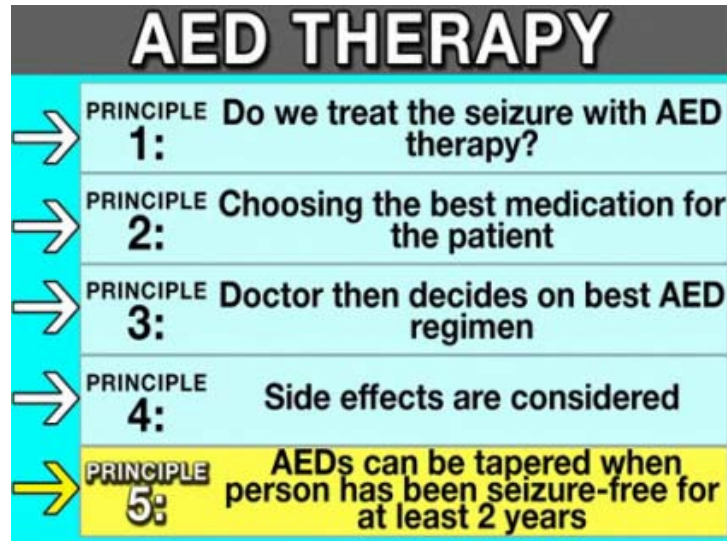 AED THERAPY
PRINCIPLE 1: Do we treat the seizure with AED
therapy?
PRINCIPLE 2: Choosing the best medication for
the patient
PRINCIPLE 3: Doctor then decides on best AED
regimen
PRINCIPLE 4: Side effects are considered
PRINCIPLE 5: AEDs can be tapered when
person has been seizure-free for
at least 2 years